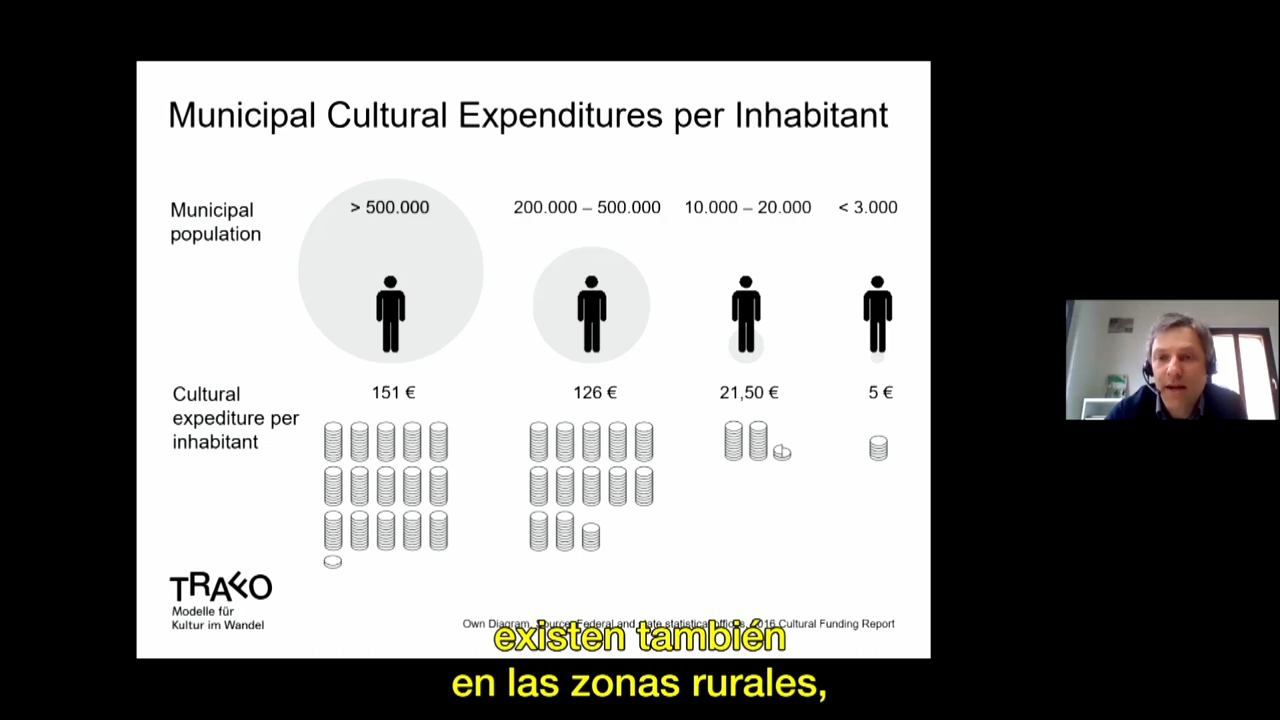 Municipal Cultural Expenditures per Inhabitant
Municipal
population
> 500.000
200.000 – 500.000
10.000 – 20.000
< 3.000
Cultural
expediture per
inhabitant
151 €
126 €
21,50 €
5 €
TRAFO
Modelle für
Kultur im Wandel
Own Diagram, Source: Federal and state statistical offices, 2016 Cultural Funding Report
existen también
en las zonas rurales,